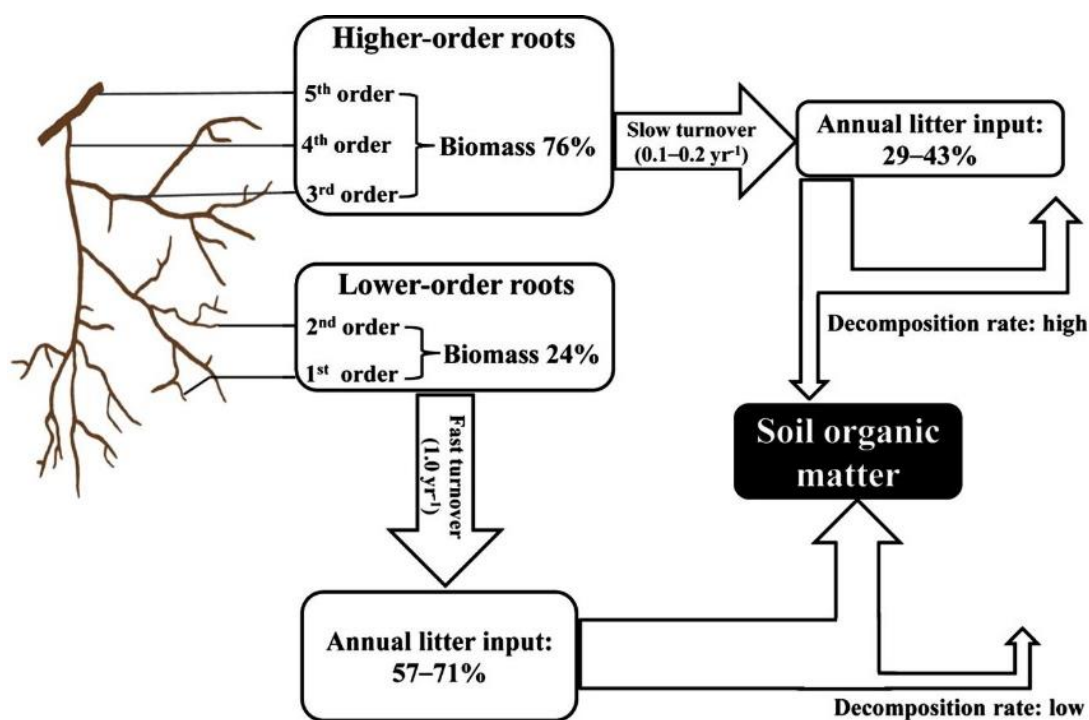 Higher-order roots
5th order
4th order
3rd order
Biomass 76%
Slow turnover
(0.1–0.2 yr-1)
Annual litter input:
29–43%
Decomposition rate: high
Lower-order roots
2nd order
1st order
Biomass 24%
Fast turnover
(1.0 yr-1)
Soil organic
matter
Annual litter input:
57–71%
Decomposition rate: low